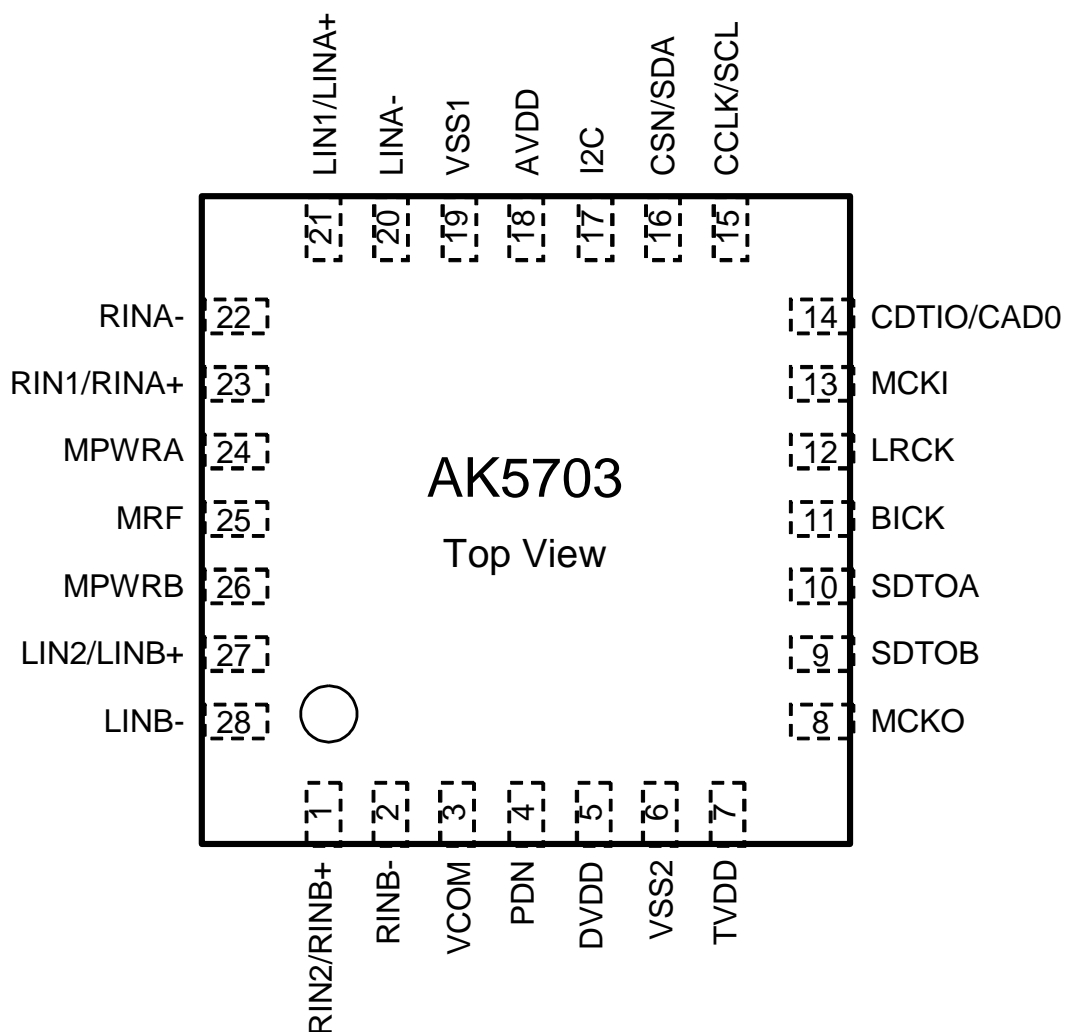 LIN1/LINA+
LINA-
VSS1
AVDD
I2C
CSN/SDA
CCLK/SCL
21
20
19
18
17
16
15
RINA-
22
14
CDTIO/CAD0
RIN1/RINA+
23
13
MCKI
MPWRA
24
12
LRCK
AK5703
MRF
25
11
BICK
Top View
MPWRB
26
10
SDTOA
LIN2/LINB+
27
9
SDTOB
LINB-
28
8
MCKO
1
2
3
4
5
6
7
RIN2/RINB+
RINB-
VCOM
PDN
DVDD
VSS2
TVDD